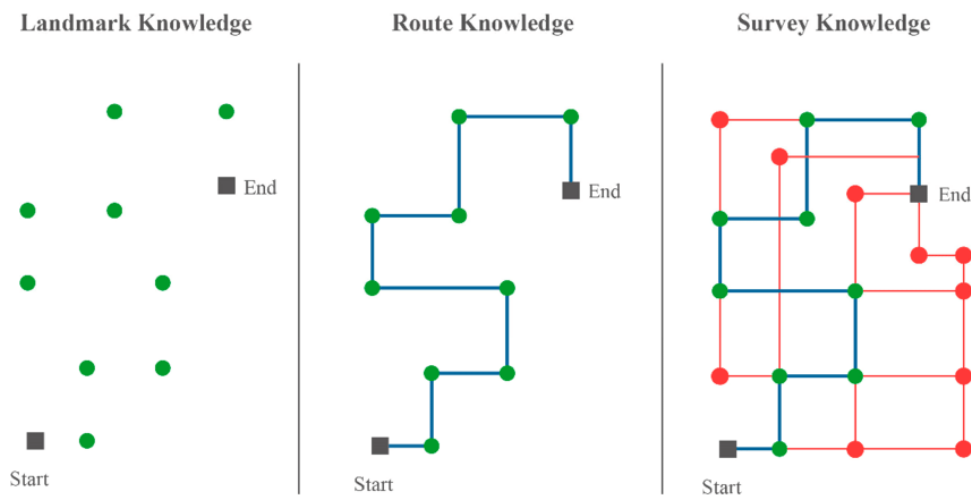 Landmark Knowledge
Route Knowledge
Survey Knowledge
End
End
End
Start
Start
Start